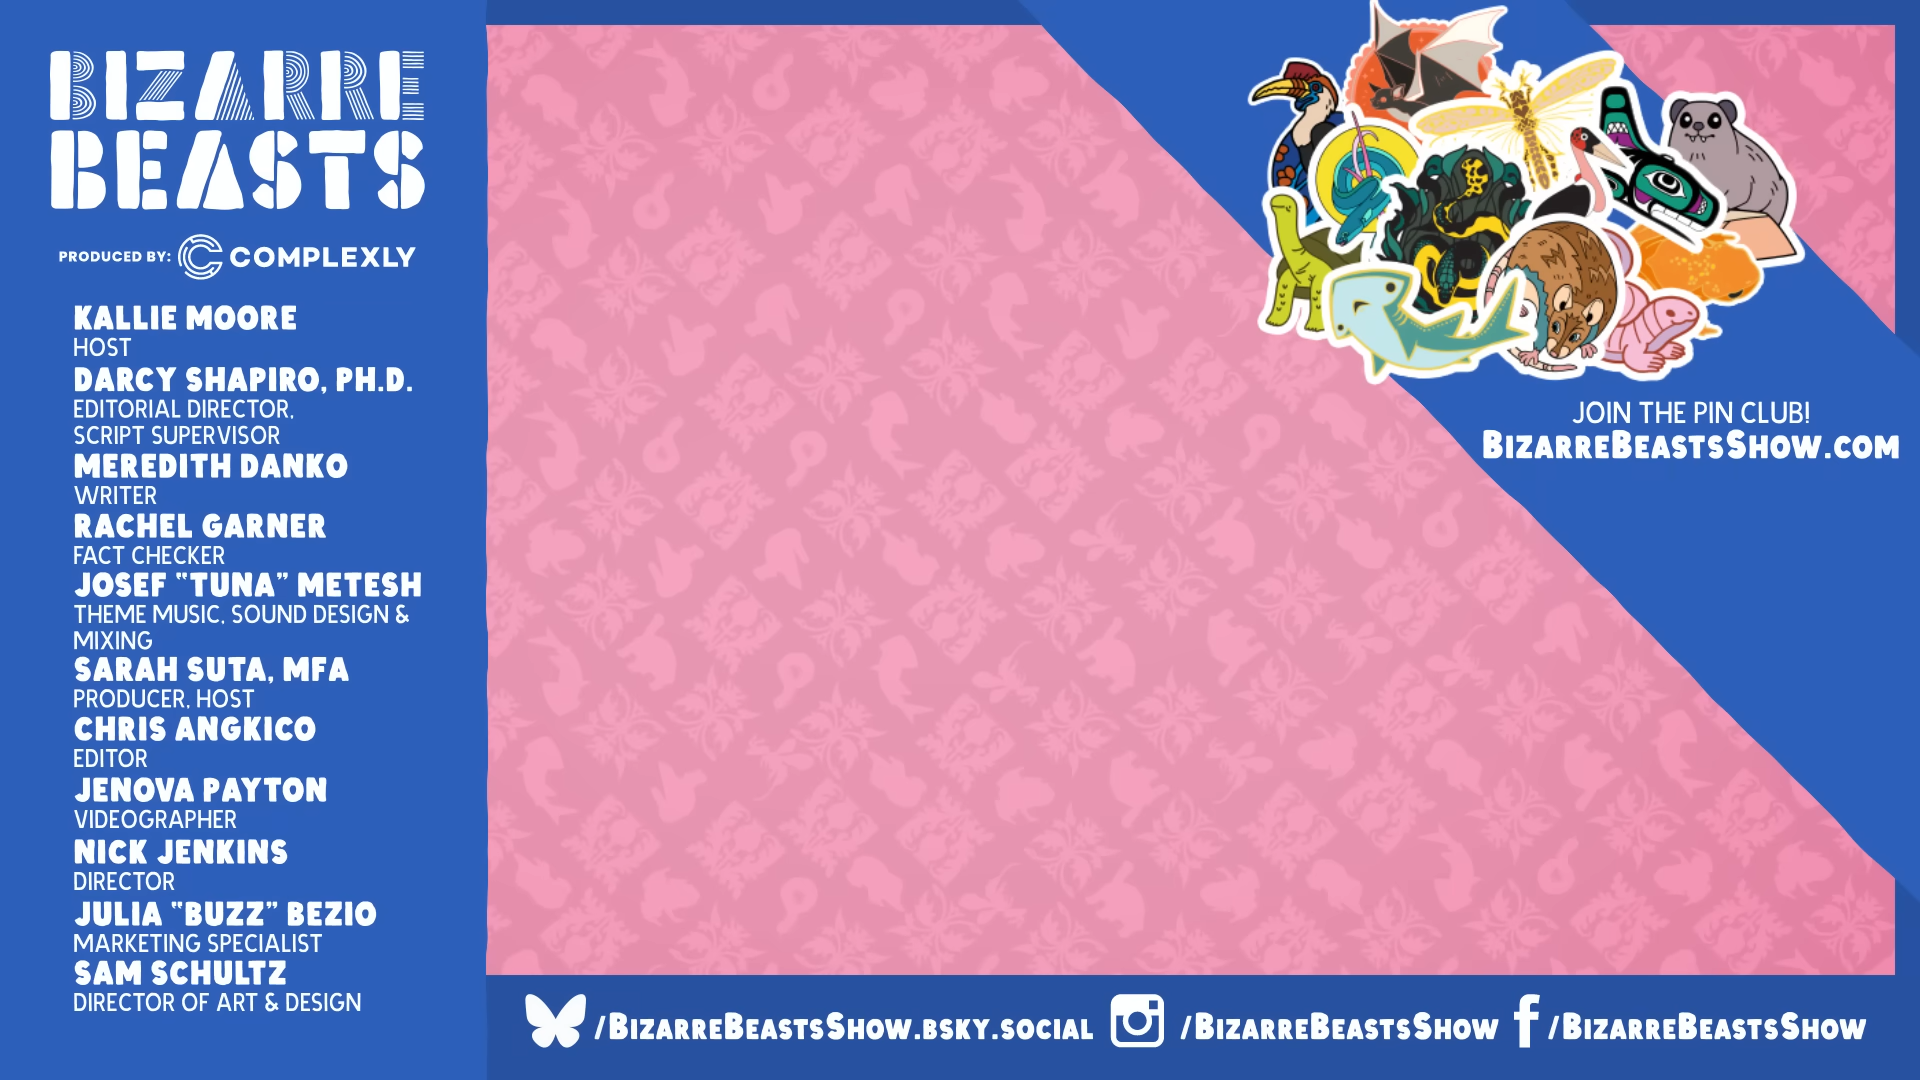 BIZARRE
BEASTS
PRODUCED BY: COMPLEXLY
KALLIE MOORE
HOST
DARCY SHAPIRO, PH.D.
EDITORIAL DIRECTOR,
SCRIPT SUPERVISOR
MEREDITH DANKO
WRITER
RACHEL GARNER
FACT CHECKER
JOSEF "TUNA" METESH
THEME MUSIC, SOUND DESIGN &
MIXING
SARAH SUTA, MFA
PRODUCER, HOST
CHRIS ANGKICO
EDITOR
JENOVA PAYTON
VIDEOGRAPHER
NICK JENKINS
DIRECTOR
JULIA "BUZZ" BEZIO
MARKETING SPECIALIST
SAM SCHULTZ
DIRECTOR OF ART & DESIGN
JOIN THE PIN CLUB!
BIZARREBEASTSSHOW.COM
/BIZARREBEASTSSHOW.BSKY.SOCIAL
/BIZARREBEASTSSHOW
/BIZARREBEASTSSHOW